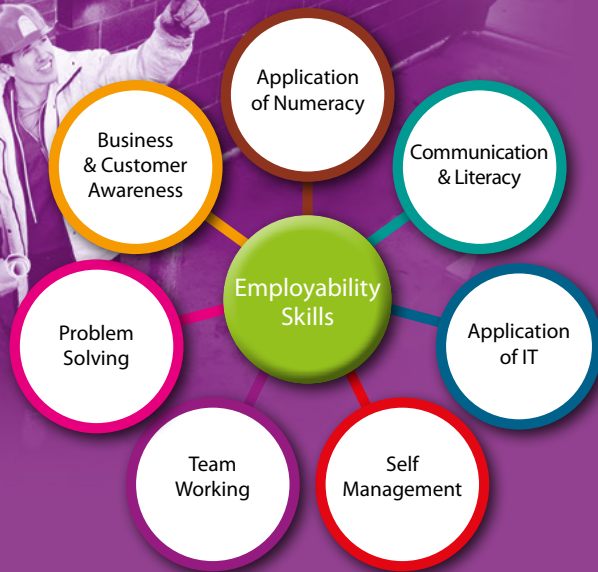 Application
of Numeracy
Communication
& Literacy
Application
of IT
Self
Management
Team
Working
Problem
Solving
Business
& Customer
Awareness
Employability
Skills